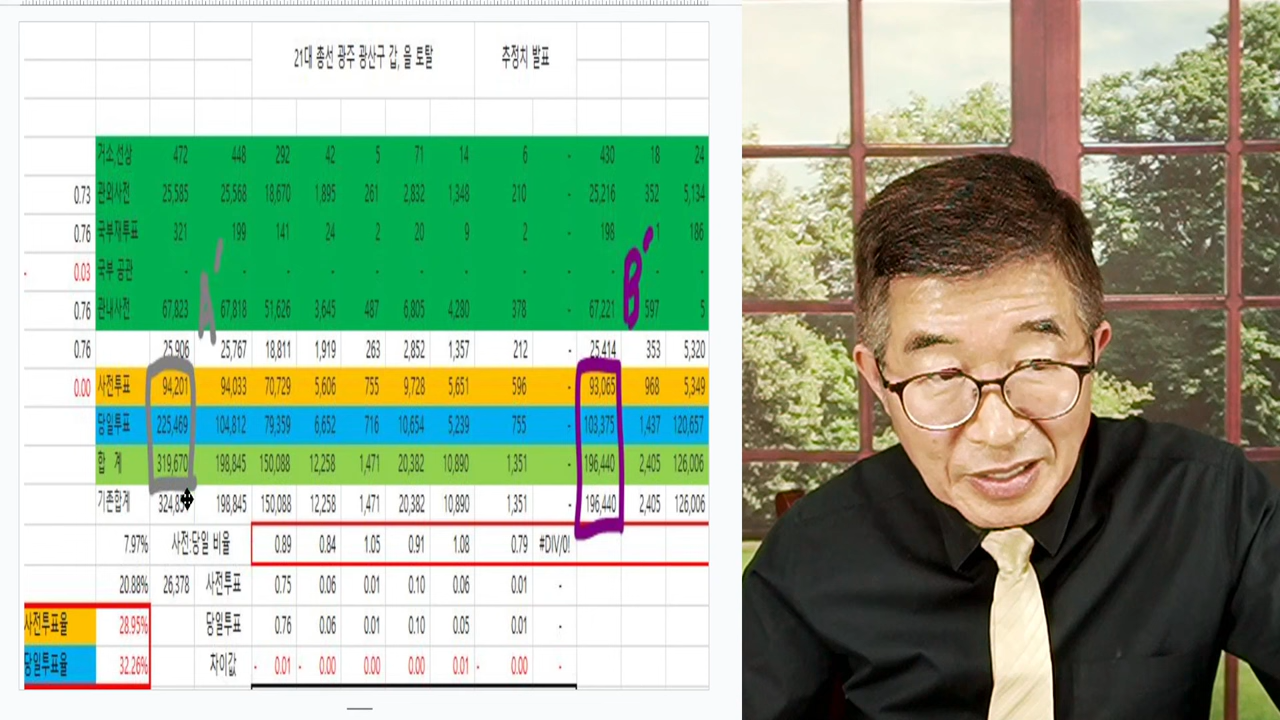 21대 총선 광주 광산구 갑, 을 토탈 추정치 발표
거소,선상 472 448 292 42 5 71 14 6 - 430 18 24
0.73 관외사전 25,585 25,568 18,670 1,895 261 2,832 1,348 210 - 25,216 352 5,134
0.76 국부재투표 321 199 141 24 2 20 9 2 - 198 1 186
- 0.03 국부 공관 - - - - - - - - - - - -
0.76 관내사전 67,823 67,818 51,626 3,645 487 6,805 4,280 378 - 67,221 597 5
A′ B′
0.76 25,906 25,767 18,811 1,919 263 2,852 1,357 212 - 25,414 353 5,320
0.00 사전투표 94,201 94,033 70,729 5,606 755 9,728 5,651 596 - 93,065 968 5,349
당일투표 225,469 104,812 79,359 6,652 716 10,654 5,239 755 - 103,375 1,437 120,657
합 계 319,670 198,845 150,088 12,258 1,471 20,382 10,890 1,351 - 196,440 2,405 126,006
기존합계 198,845 150,088 12,258 1,471 20,382 10,890 1,351 - 196,440 2,405 126,006
7.97% 사전:당일 비율 0.89 0.84 1.05 0.91 1.08 0.79 #DIV/0!
20.88% 26,378 사전투표 0.75 0.06 0.01 0.10 0.06 0.01 -
사전투표율 28.95% 당일투표 0.76 0.06 0.01 0.10 0.05 0.01 -
당일투표율 32.26% 차이값 - 0.01 - 0.00 0.00 0.00 0.01 - 0.00 -